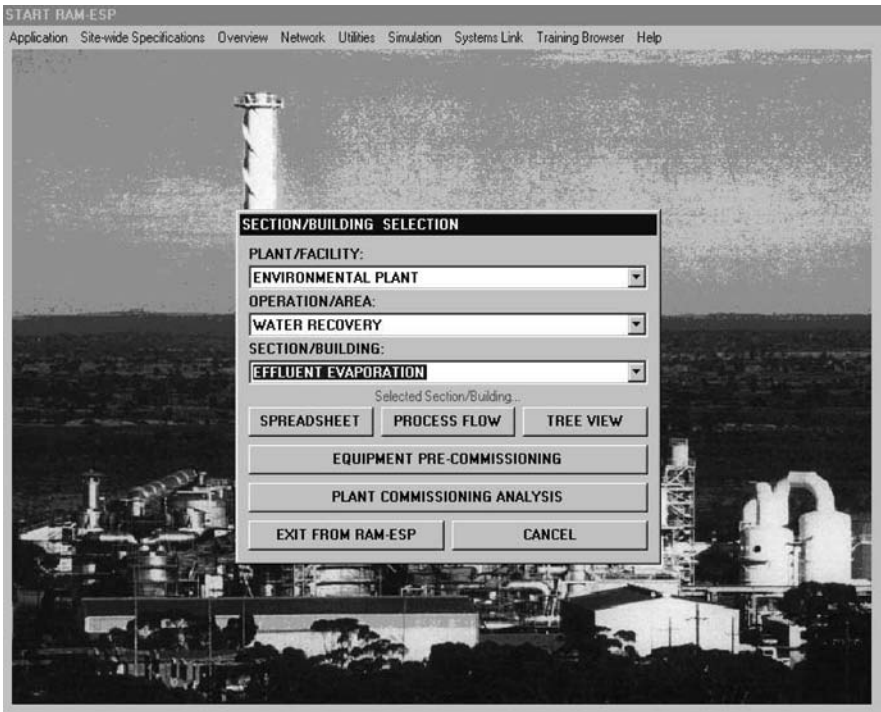 START RAM-ESP
Application Site-wide Specifications Overview Network Utilities Simulation Systems Link Training Browser Help
SECTION/BUILDING SELECTION
PLANT/FACILITY:
ENVIRONMENTAL PLANT
OPERATION/AREA:
WATER RECOVERY
SECTION/BUILDING:
EFFLUENT EVAPORATION
Selected Section/Building...
SPREADSHEET PROCESS FLOW TREE VIEW
EQUIPMENT PRE-COMMISSIONING
PLANT COMMISSIONING ANALYSIS
EXIT FROM RAM-ESP CANCEL